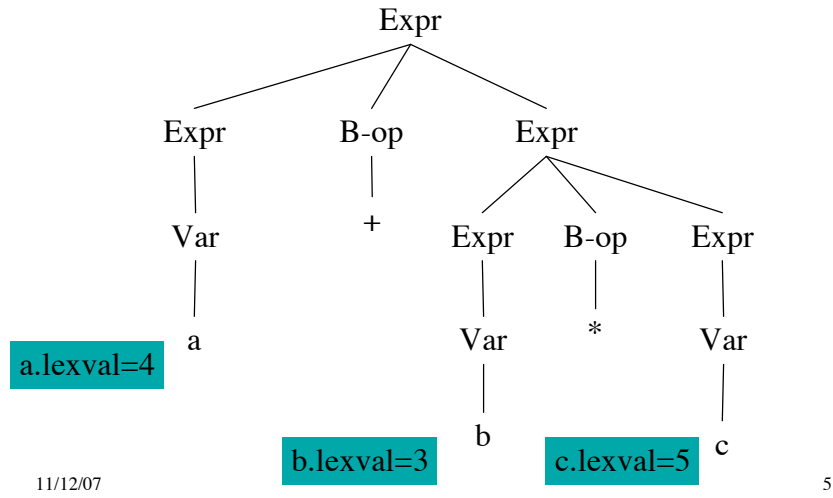 Expr
Expr B-op Expr
Var + Expr B-op Expr
a * Var Var
a.lexval=4
b c
b.lexval=3 c.lexval=5
11/12/07 5